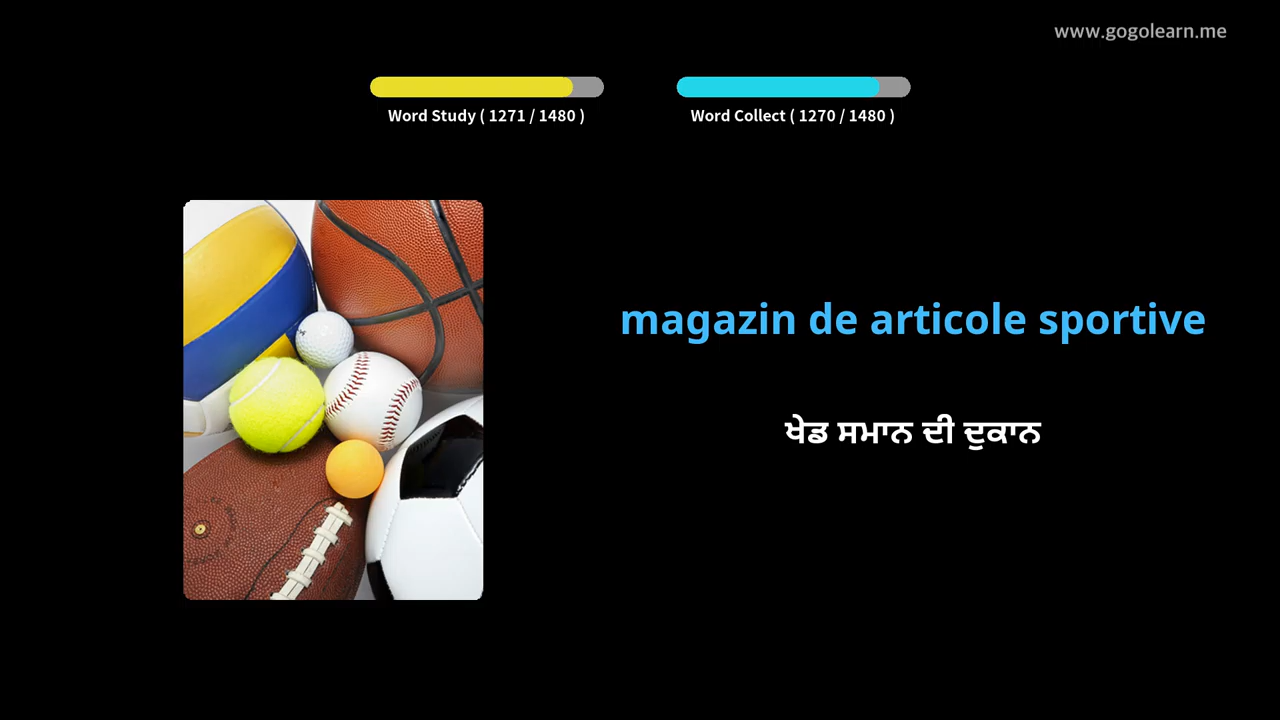 www.gogolearn.me
Word Study ( 1271 / 1480 )
Word Collect ( 1270 / 1480 )
magazin de articole sportive
ਖੇਡ ਸਮਾਨ ਦੀ ਦੁਕਾਨ